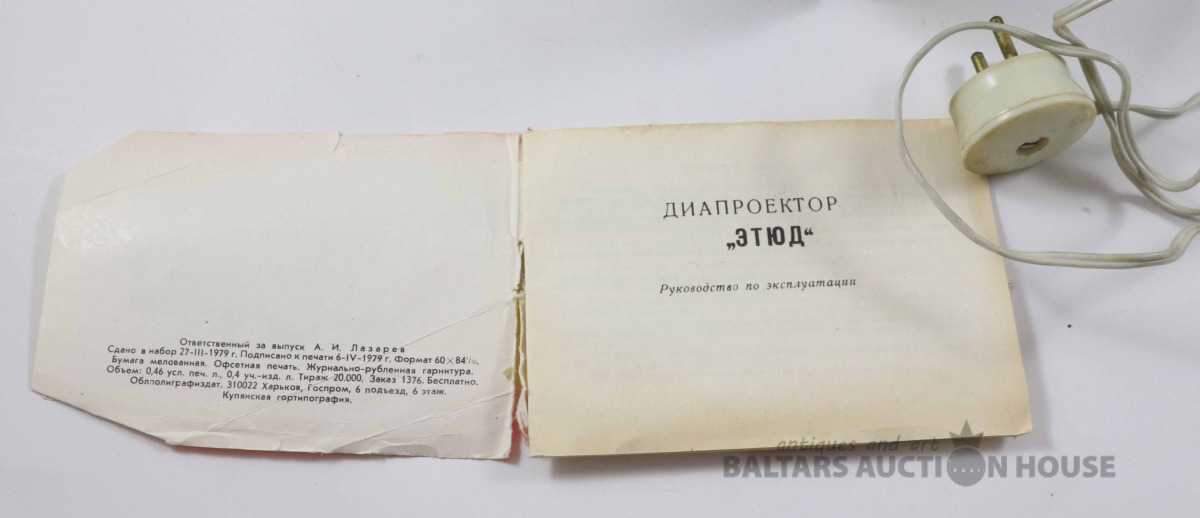 Ответственный за выпуск А. И. Лазарев
Сдано в набор 27-III-1979 г. Подписано к печати 6-IV-1979 г. Формат 60×84¹/₁₆.
Бумага мелованная. Офсетная печать. Журнально-рубленная гарнитура.
Объем: 0,46 усл. печ. л., 0,4 уч.-изд. л. Тираж 20.000. Заказ 1376. Бесплатно.
Облполиграфиздат. 310022 Харьков, Госпром, 6 подъезд, 6 этаж.
Купянская гортипография.
ДИАПРОЕКТОР
„ЭТЮД“
Руководство по эксплуатации
antiques and art
BALTARS AUCTION HOUSE